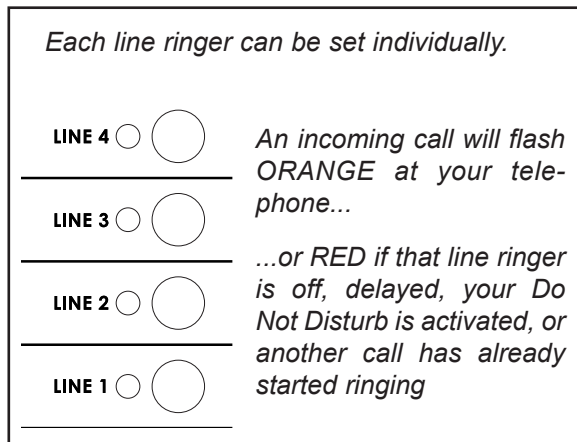 Each line ringer can be set individually.
LINE 4
LINE 3
LINE 2
LINE 1
An incoming call will flash
ORANGE at your tele-
phone...
...or RED if that line ringer
is off, delayed, your Do
Not Disturb is activated, or
another call has already
started ringing